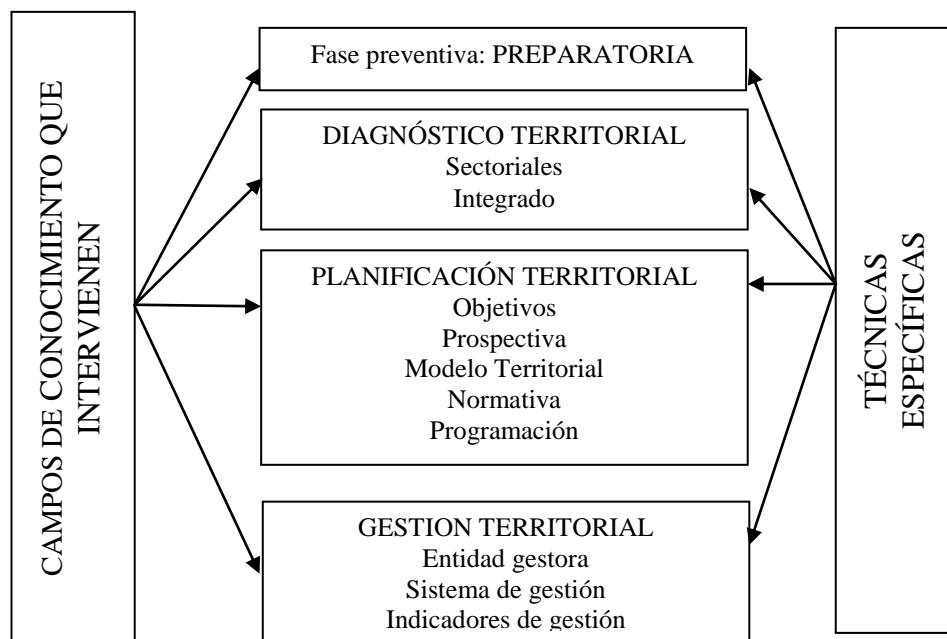 CAMPOS DE CONOCIMIENTO QUE
INTERVIENEN
Fase preventiva: PREPARATORIA
DIAGNÓSTICO TERRITORIAL
Sectoriales
Integrado
PLANIFICACIÓN TERRITORIAL
Objetivos
Prospectiva
Modelo Territorial
Normativa
Programación
GESTION TERRITORIAL
Entidad gestora
Sistema de gestión
Indicadores de gestión
TÉCNICAS
ESPECÍFICAS